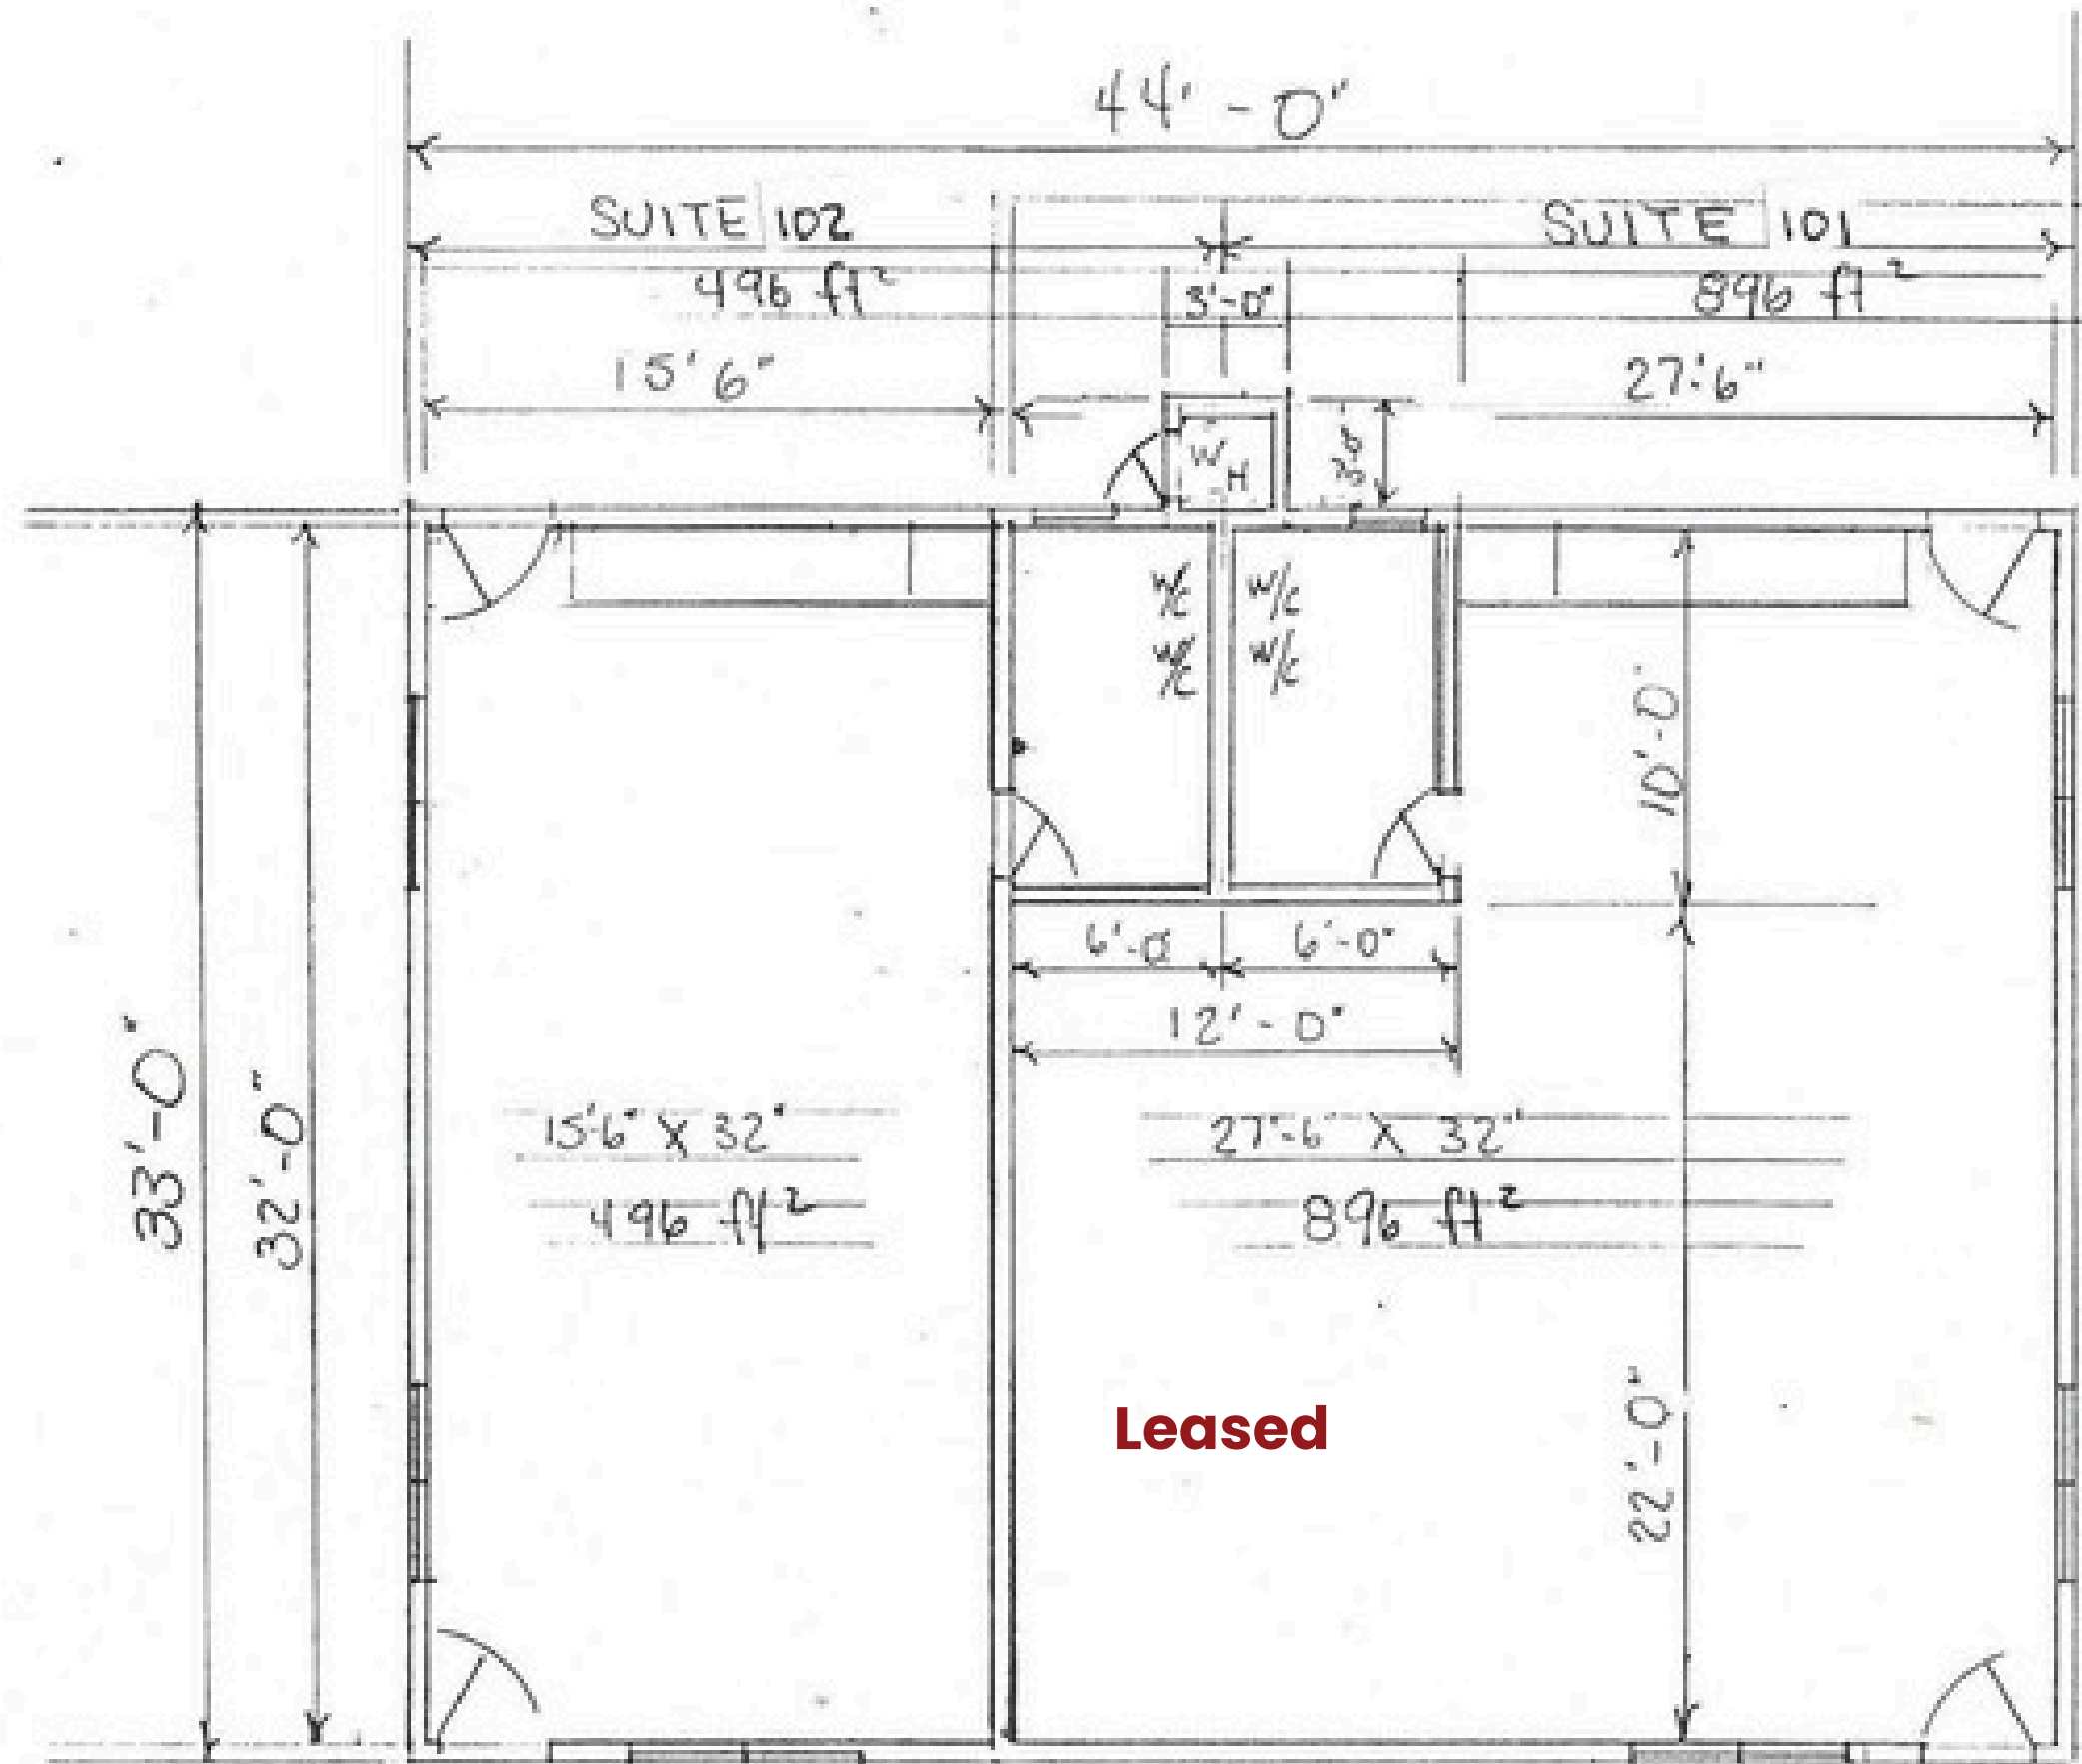 44'-0"
SUITE 102
SUITE 101
496 ft²
3'-0"
896 ft²
15'6"
27'-6"
W
H
3'-0"
W/C
W/C
W/C
W/C
10'-0"
6'-0"
6'-0"
12'-0"
33'-0"
32'-0"
15'-6" X 32"
27'-6" X 32'
496 ft²
896 ft²
Leased
22'-0"